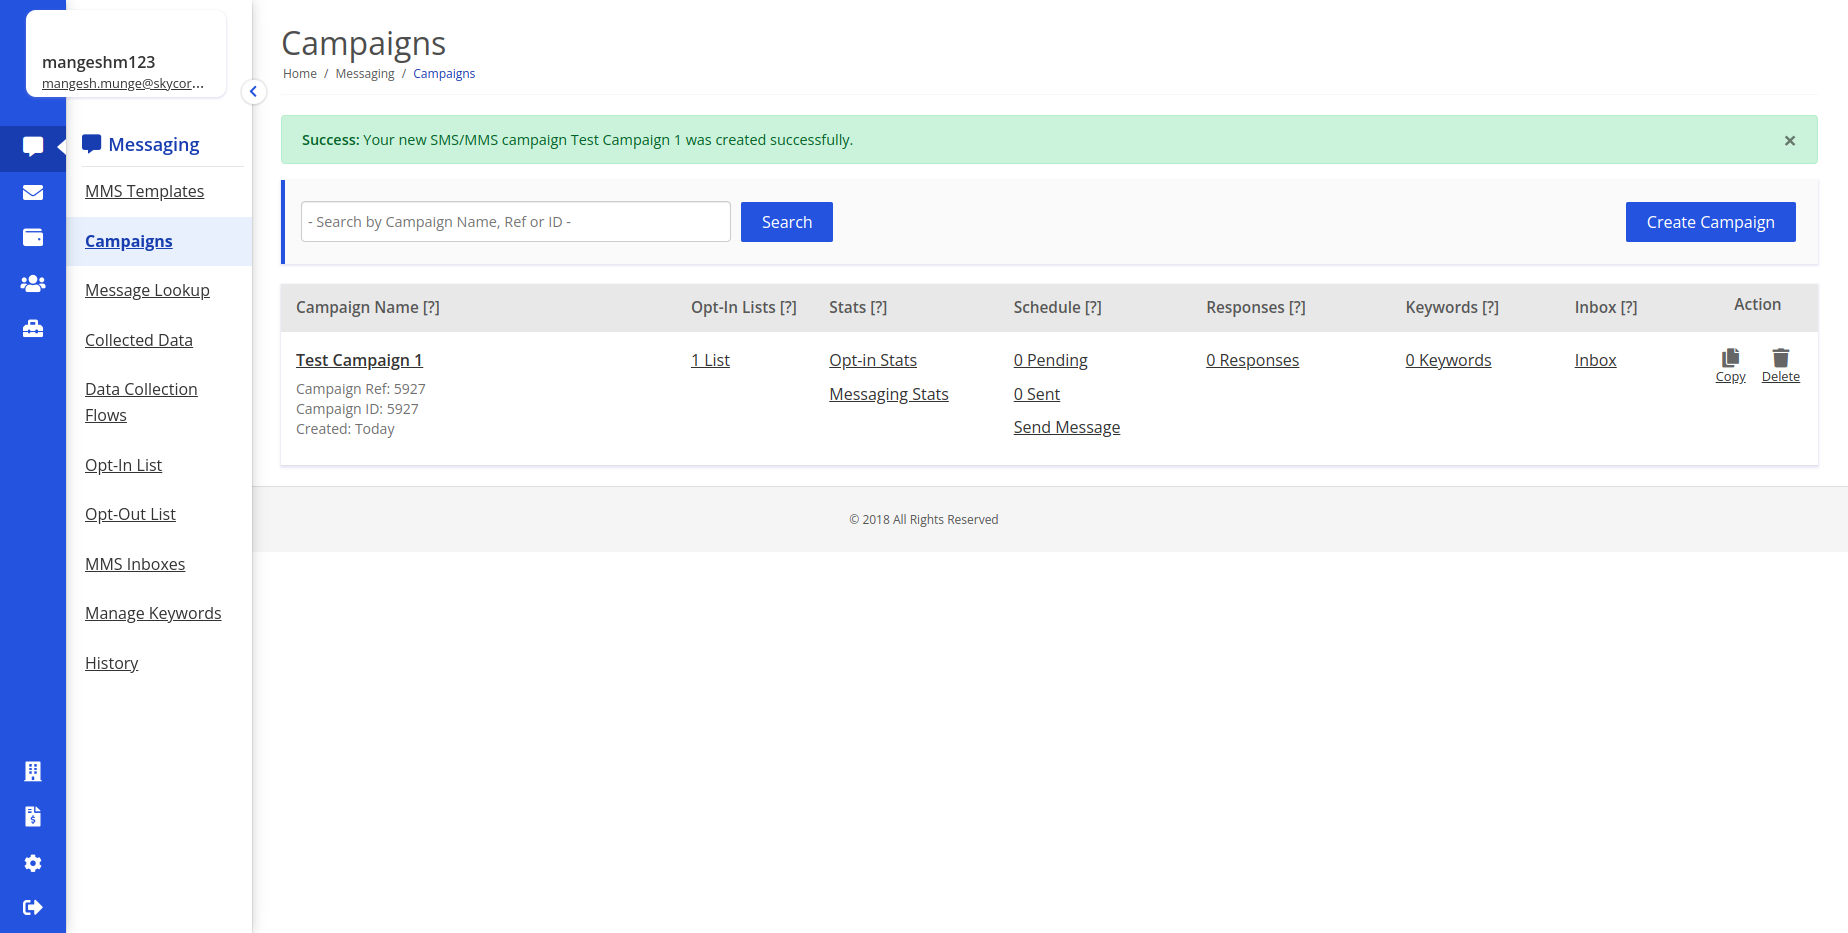 mangeshm123
mangesh.munge@skycor...
Messaging
MMS Templates
Campaigns
Message Lookup
Collected Data
Data Collection
Flows
Opt-In List
Opt-Out List
MMS Inboxes
Manage Keywords
History
Campaigns
Home / Messaging / Campaigns
Success: Your new SMS/MMS campaign Test Campaign 1 was created successfully. ×
- Search by Campaign Name, Ref or ID - Search Create Campaign
Campaign Name [?] Opt-In Lists [?] Stats [?] Schedule [?] Responses [?] Keywords [?] Inbox [?] Action
Test Campaign 1 1 List Opt-in Stats 0 Pending 0 Responses 0 Keywords Inbox Copy Delete
Campaign Ref: 5927 Messaging Stats 0 Sent
Campaign ID: 5927
Created: Today Send Message
© 2018 All Rights Reserved